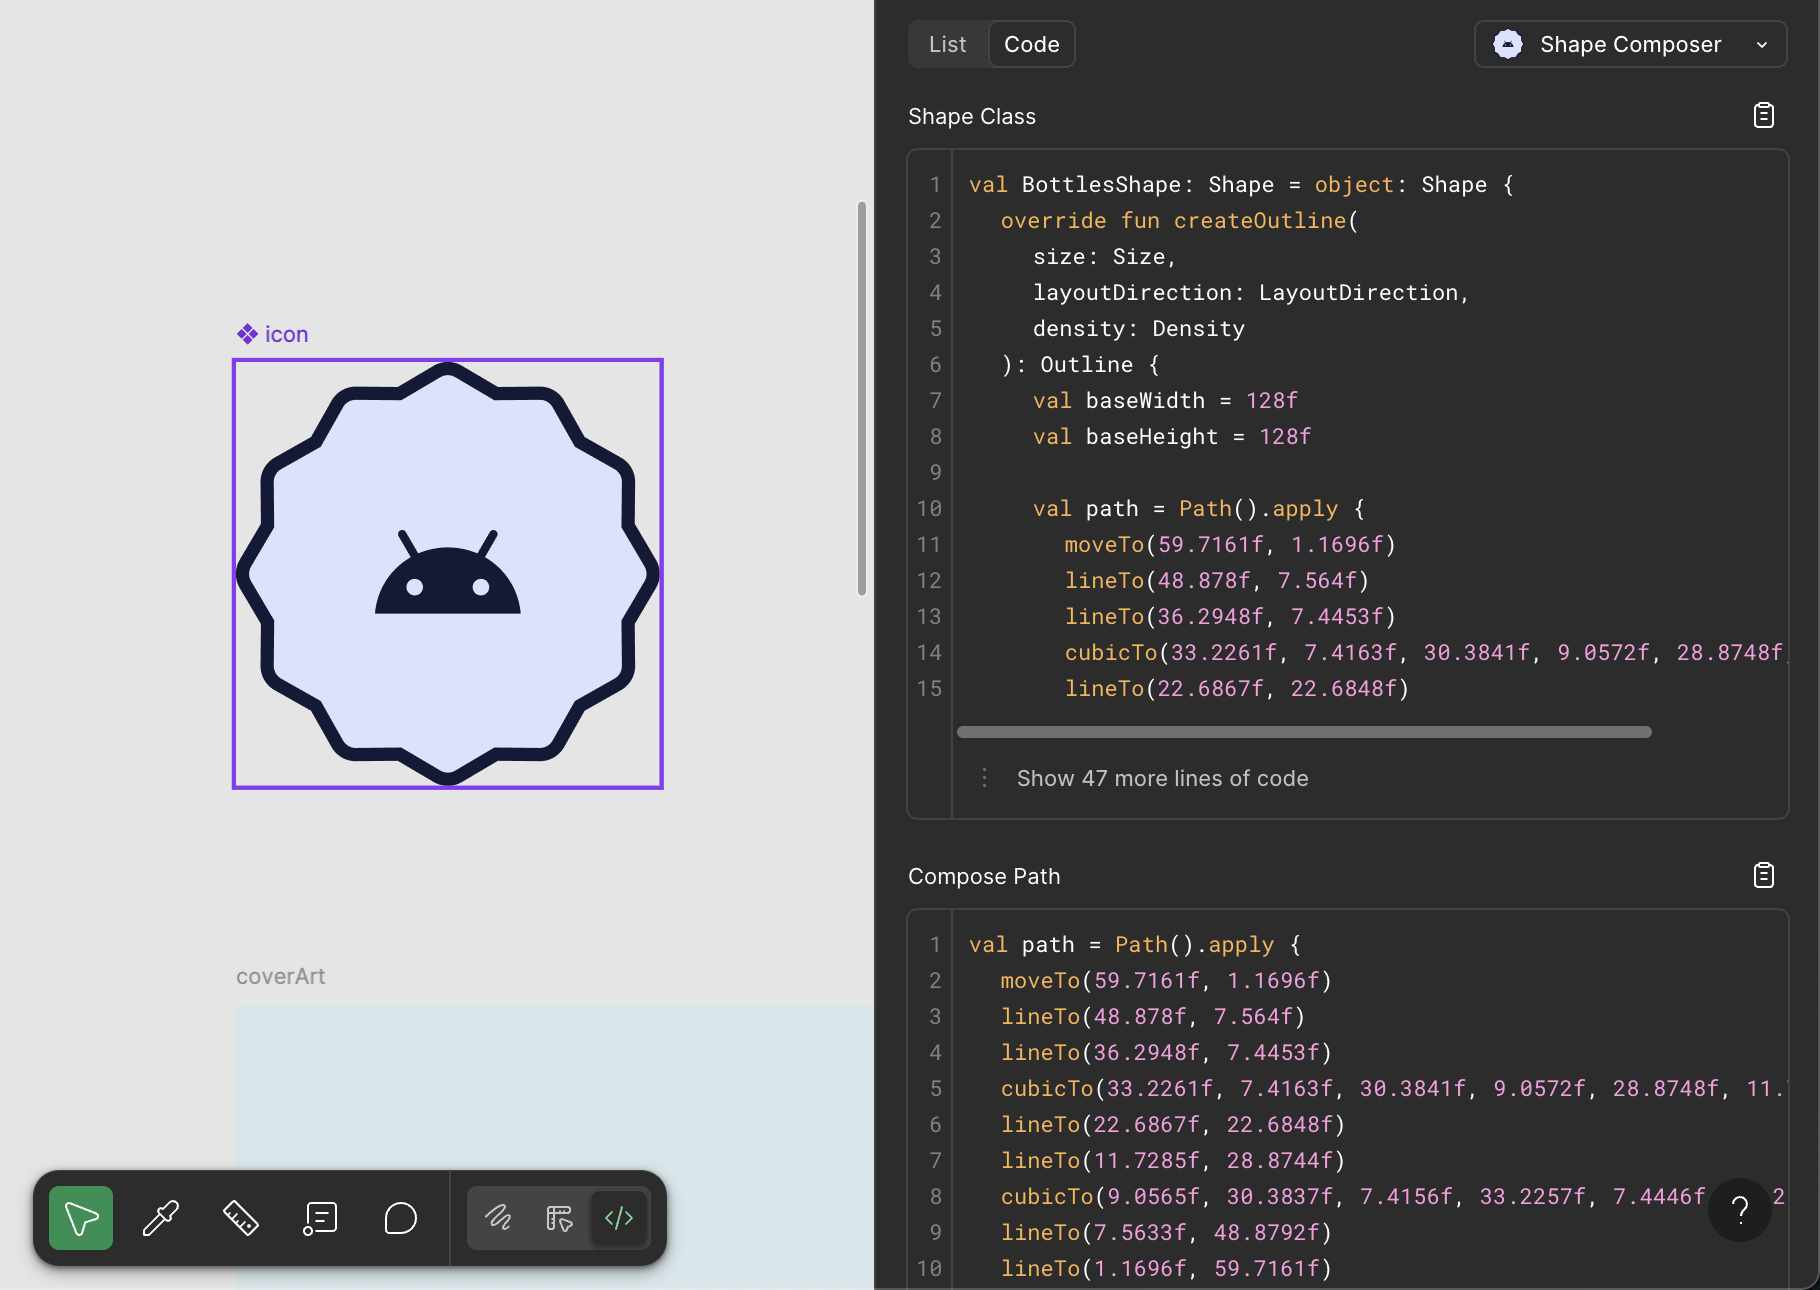 icon
coverArt
List
Code
Shape Composer
Shape Class
1 val BottlesShape: Shape = object: Shape {
2 override fun createOutline(
3 size: Size,
4 layoutDirection: LayoutDirection,
5 density: Density
6 ): Outline {
7 val baseWidth = 128f
8 val baseHeight = 128f
9
10 val path = Path().apply {
11 moveTo(59.7161f, 1.1696f)
12 lineTo(48.878f, 7.564f)
13 lineTo(36.2948f, 7.4453f)
14 cubicTo(33.2261f, 7.4163f, 30.3841f, 9.0572f, 28.8748f,
15 lineTo(22.6867f, 22.6848f)
Show 47 more lines of code
Compose Path
1 val path = Path().apply {
2 moveTo(59.7161f, 1.1696f)
3 lineTo(48.878f, 7.564f)
4 lineTo(36.2948f, 7.4453f)
5 cubicTo(33.2261f, 7.4163f, 30.3841f, 9.0572f, 28.8748f, 11.
6 lineTo(22.6867f, 22.6848f)
7 lineTo(11.7285f, 28.8744f)
8 cubicTo(9.0565f, 30.3837f, 7.4156f, 33.2257f, 7.4446f 2
9 lineTo(7.5633f, 48.8792f)
10 lineTo(1.1696f, 59.7161f)
?